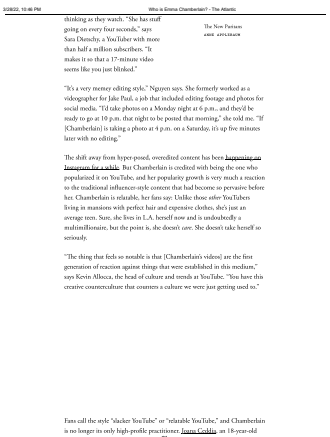 3/28/22, 10:46 PM
Who is Emma Chamberlain? - The Atlantic
thinking as they watch. "She has stuff
going on every four seconds," says
Sara Dietschy, a YouTuber with more
than half a million subscribers. "It
makes it so that a 17-minute video
seems like you just blinked."
The New Puritans
ANNE APPLEBAUM
"It's a very memey editing style," Nguyen says. She formerly worked as a
videographer for Jake Paul, a job that included editing footage and photos for
social media. "I'd take photos on a Monday night at 6 p.m., and they'd be
ready to go at 10 p.m. that night to be posted that morning," she told me. "If
[Chamberlain] is taking a photo at 4 p.m. on a Saturday, it's up five minutes
later with no editing."
The shift away from hyper-posed, overedited content has been happening on
Instagram for a while. But Chamberlain is credited with being the one who
popularized it on YouTube, and her popularity growth is very much a reaction
to the traditional influencer-style content that had become so pervasive before
her. Chamberlain is relatable, her fans say: Unlike those other YouTubers
living in mansions with perfect hair and expensive clothes, she's just an
average teen. Sure, she lives in L.A. herself now and is undoubtedly a
multimillionaire, but the point is, she doesn't care. She doesn't take herself so
seriously.
"The thing that feels so notable is that [Chamberlain's videos] are the first
generation of reaction against things that were established in this medium,"
says Kevin Allocca, the head of culture and trends at YouTube. "You have this
creative counterculture that counters a culture we were just getting used to."
Fans call the style "slacker YouTube" or "relatable YouTube," and Chamberlain
is no longer its only high-profile practitioner. Joana Ceddia, an 18-year-old